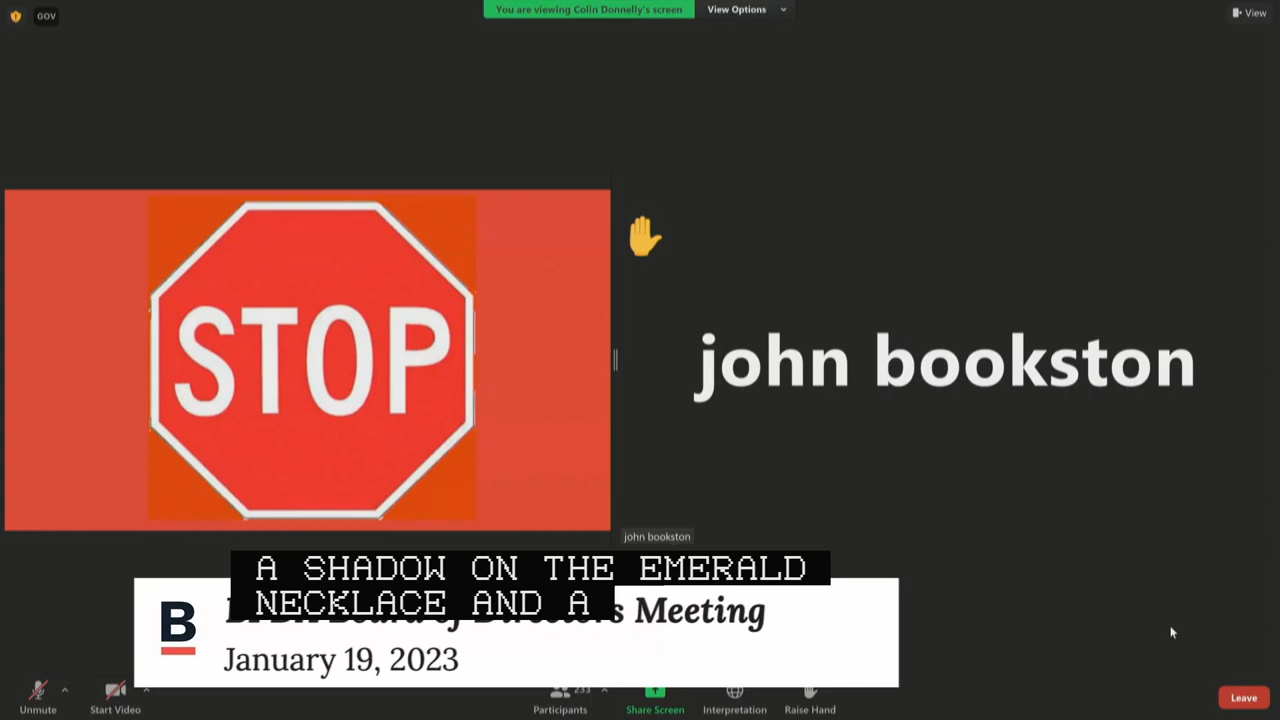 GOV
You are viewing Colin Donnelly's screen
View Options
View
STOP
john bookston
john bookston
A SHADOW ON THE EMERALD
NECKLACE AND A
B
Meeting
January 19, 2023
Unmute
Start Video
233
Participants
Share Screen
Interpretation
Raise Hand
Leave